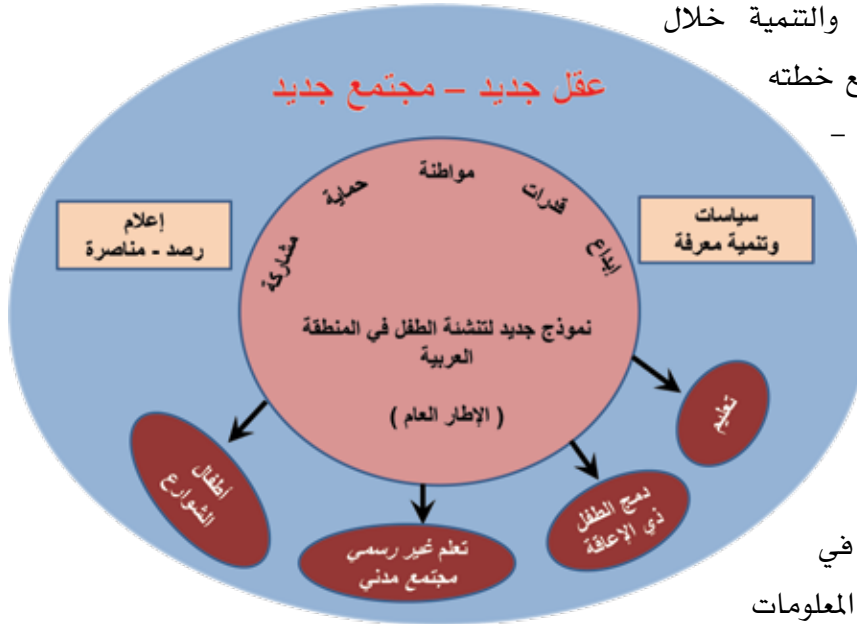 والتنمية خلال
ع خطته
–
عقل جديد – مجتمع جديد
إبداع
قدرات
مواطنة
حماية
مشاركة
سياسات
وتنمية معرفة
إعلام
رصد - مناصرة
نموذج جديد لتنشئة الطفل في المنطقة
العربية
( الإطار العام )
تعليم
دمج الطفل
ذي الإعاقة
تعلم غير رسمي
مجتمع مدني
أطفال
الشوارع
في
المعلومات